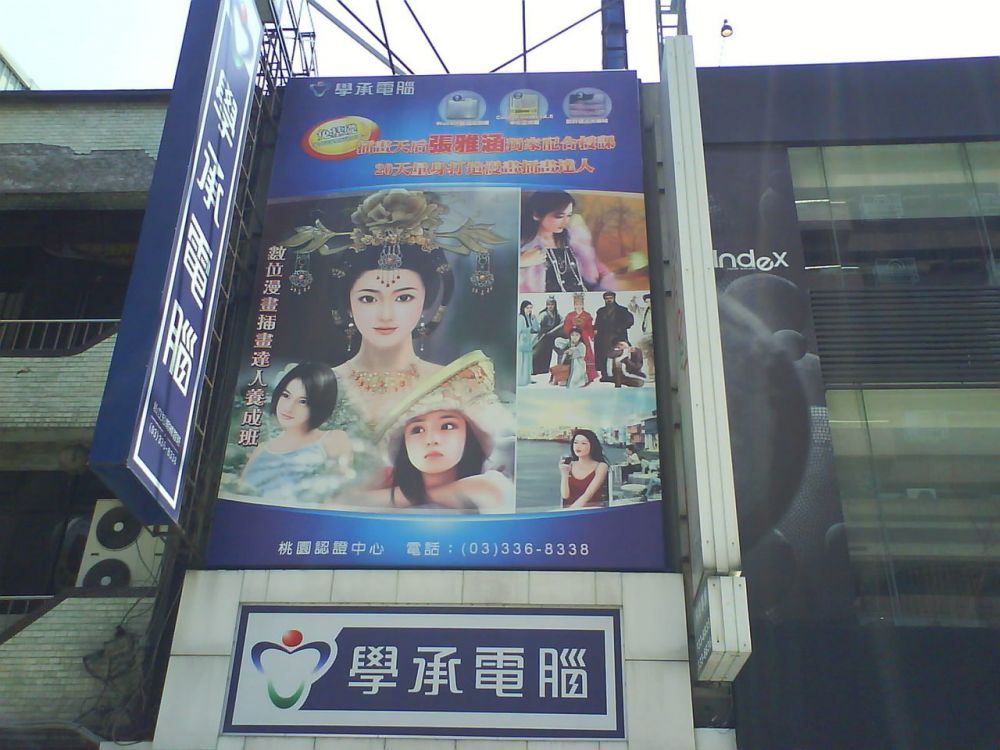 學承電腦
插畫天后張雅涵獨家配合授課
20天量身打造漫畫插畫達人
數位漫畫插畫達人養成班
桃園認證中心 電話：(03)336-8338
學承電腦
學承電腦
(03)336-8338
Index